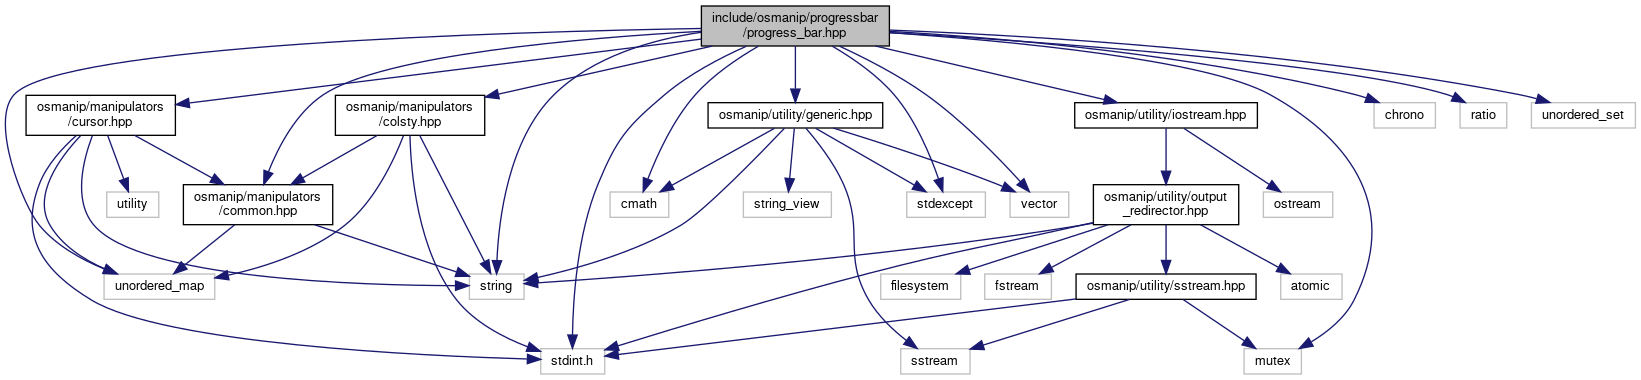 include/osmanip/progressbar
/progress_bar.hpp
osmanip/manipulators
/cursor.hpp
osmanip/manipulators
/colsty.hpp
osmanip/utility/generic.hpp
osmanip/utility/iostream.hpp
chrono
ratio
unordered_set
utility
osmanip/manipulators
/common.hpp
cmath
string_view
stdexcept
vector
osmanip/utility/output
_redirector.hpp
ostream
unordered_map
string
filesystem
fstream
osmanip/utility/sstream.hpp
atomic
stdint.h
sstream
mutex